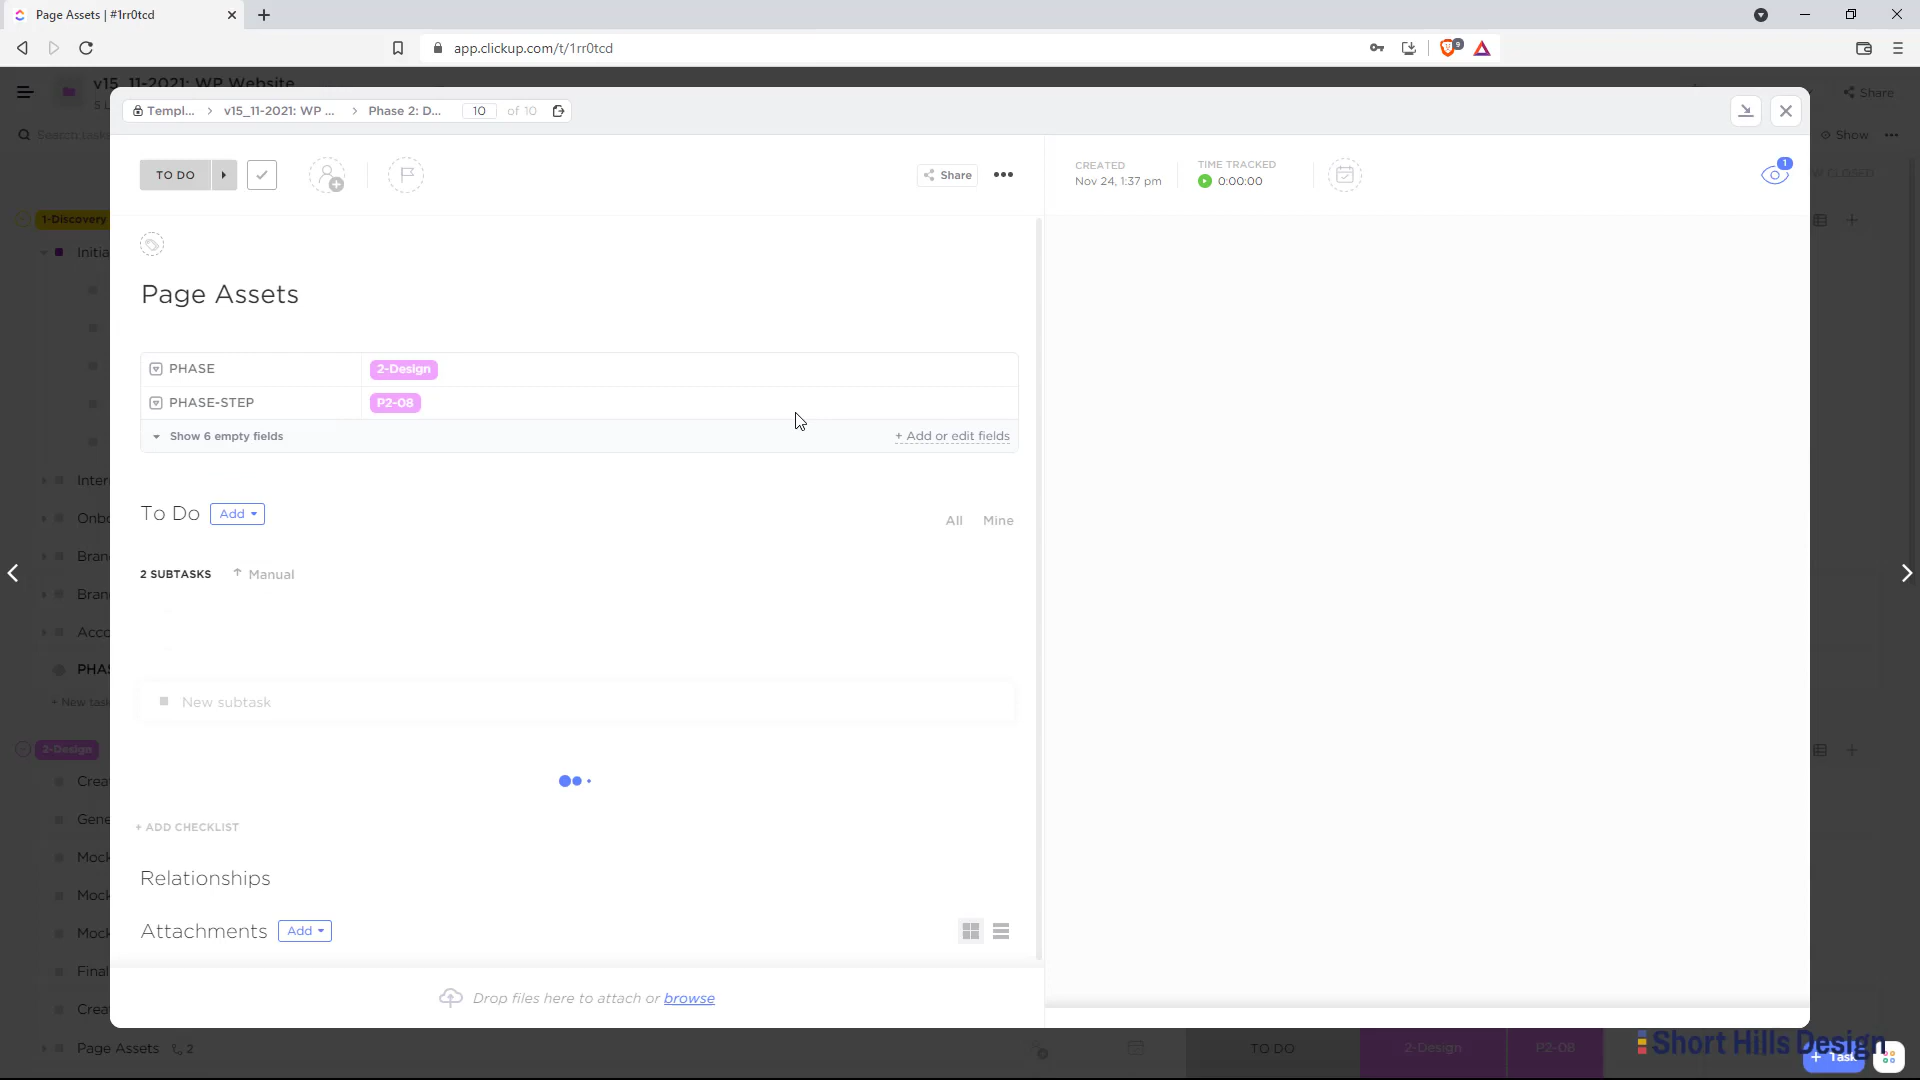 Page Assets | #1rr0tcd
app.clickup.com/t/1rr0tcd
9
v15_11-2021: WP Website
Share
Templ... > v15_11-2021: WP ... > Phase 2: D... 10 of 10
Search tasks
Show
TO DO
Share
CREATED
Nov 24, 1:37 pm
TIME TRACKED
0:00:00
1
CLOSED
1-Discovery
Initia
Page Assets
PHASE 2-Design
PHASE-STEP P2-08
Show 6 empty fields
+ Add or edit fields
To Do Add
All Mine
2 SUBTASKS Manual
New subtask
+ ADD CHECKLIST
Relationships
Attachments Add
Drop files here to attach or browse
Inter
Onbo
Bran
Bran
Acco
PHAS
+ New task
2-Design
Crea
Gene
Mock
Mock
Mock
Final
Crea
Page Assets 2
TO DO
2-Design
P2-08
Short Hills Design
+ Task